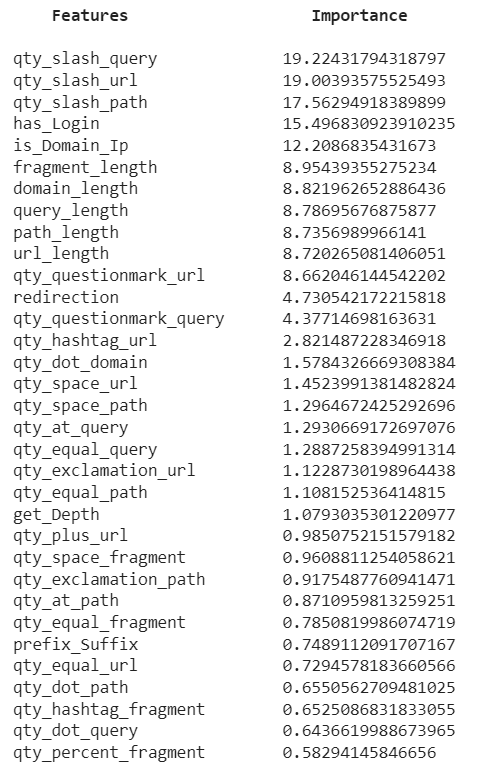 Features Importance
qty_slash_query 19.22431794318797
qty_slash_url 19.00393575525493
qty_slash_path 17.56294918389899
has_Login 15.496830923910235
is_Domain_Ip 12.2086835431673
fragment_length 8.95439355275234
domain_length 8.821962652886436
query_length 8.78695676875877
path_length 8.7356989966141
url_length 8.720265081406051
qty_questionmark_url 8.662046144542202
redirection 4.730542172215818
qty_questionmark_query 4.37714698163631
qty_hashtag_url 2.821487228346918
qty_dot_domain 1.5784326669308384
qty_space_url 1.4523991381482824
qty_space_path 1.2964672425292696
qty_at_query 1.2930669172697076
qty_equal_query 1.2887258394991314
qty_exclamation_url 1.1228730198964438
qty_equal_path 1.108152536414815
get_Depth 1.0793035301220977
qty_plus_url 0.9850752151579182
qty_space_fragment 0.9608811254058621
qty_exclamation_path 0.9175487760941471
qty_at_path 0.8710959813259251
qty_equal_fragment 0.7850819986074719
prefix_Suffix 0.7489112091707167
qty_equal_url 0.7294578183660566
qty_dot_path 0.6550562709481025
qty_hashtag_fragment 0.6525086831833055
qty_dot_query 0.6436619988673965
qty_percent_fragment 0.58294145846656